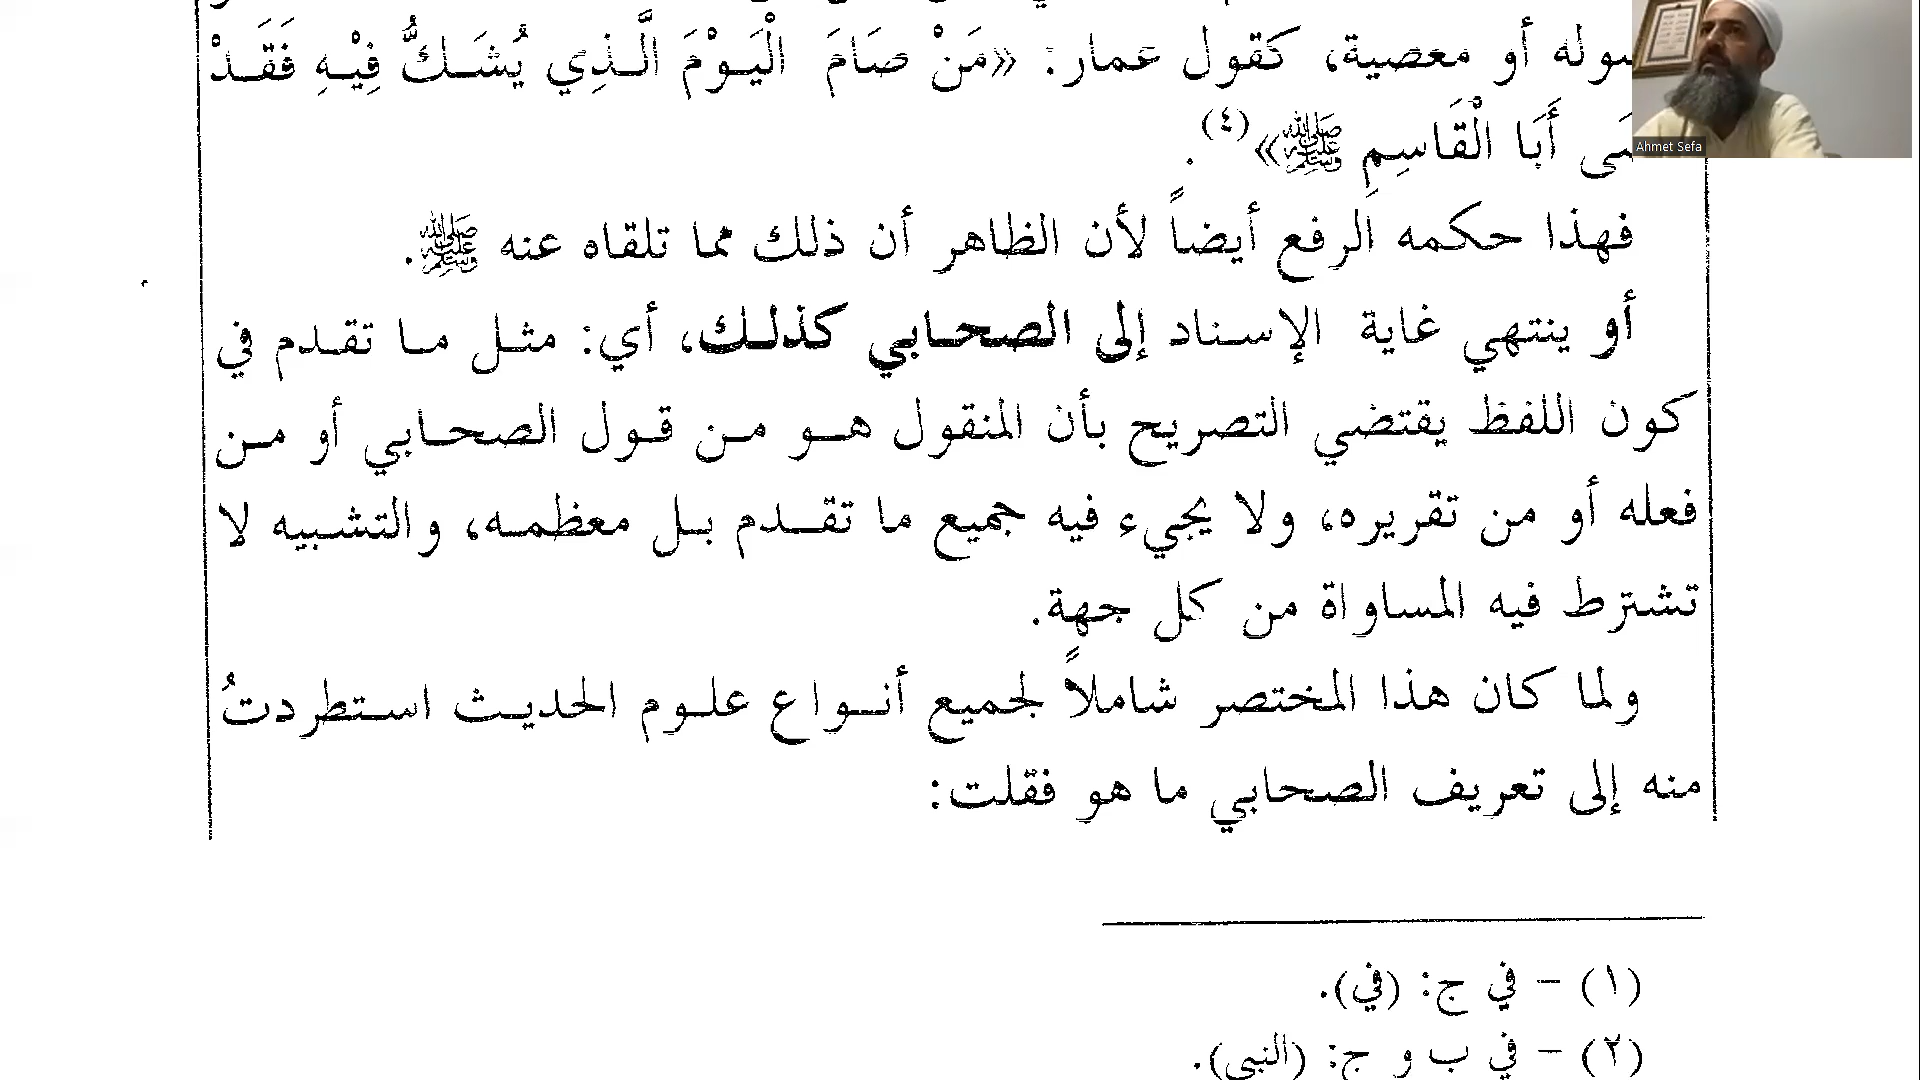 أو معصية، كقول عمار: «مَنْ صَامَ الْيَوْمَ الَّذِي يُشَكُّ فِيْهِ فَقَدْ
أَبَا الْقَاسِمِ ﷺ»(٤).
Ahmet Sefa
فهذا حكمه الرفع أيضاً لأن الظاهر أن ذلك مما تلقاه عنه ﷺ.
أو ينتهي غاية الإسناد إلى الصحابي كذلك، أي: مثل ما تقدم في
كون اللفظ يقتضي التصريح بأن المنقول هو من قول الصحابي أو من
فعله أو من تقريره، ولا يجيء فيه جميع ما تقدم بل معظمه، والتشبيه لا
تشترط فيه المساواة من كل جهة.
ولما كان هذا المختصر شاملاً لجميع أنواع علوم الحديث استطردتُ
منه إلى تعريف الصحابي ما هو فقلت:
(١) – في ج: (في).
(٢) – في ب و ج: (النبي).